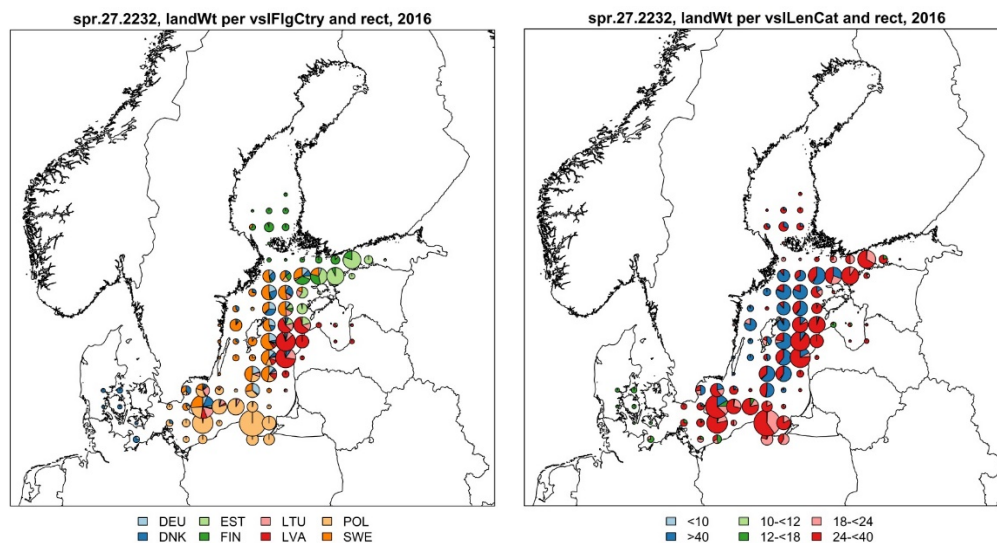 spr.27.2232, landWt per vslFlgCtry and rect, 2016
DEU EST LTU POL
DNK FIN LVA SWE
spr.27.2232, landWt per vslLenCat and rect, 2016
<10 10-<12 18-<24
>40 12-<18 24-<40